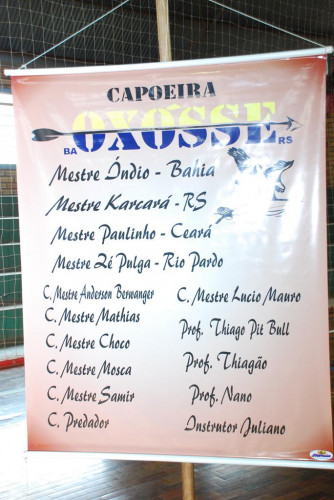 CAPOEIRA
BA OXÓSSE RS
Mestre Índio - Bahia
Mestre Karcará - RS
Mestre Paulinho - Ceará
Mestre Zé Pulga - Rio Pardo
C. Mestre Anderson Berwanger
C. Mestre Mathias
C. Mestre Choco
C. Mestre Mosca
C. Mestre Samir
C. Predador
C. Mestre Lucio Mauro
Prof. Thiago Pit Bull
Prof. Thiagão
Prof. Nano
Instrutor Juliano